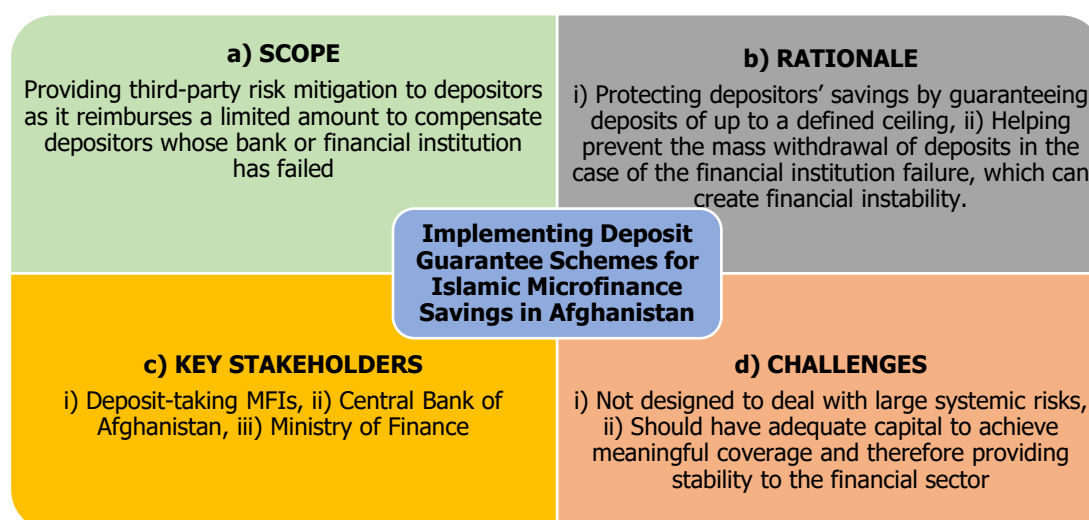 a) SCOPE
Providing third-party risk mitigation to depositors
as it reimburses a limited amount to compensate
depositors whose bank or financial institution
has failed
b) RATIONALE
i) Protecting depositors’ savings by guaranteeing
deposits of up to a defined ceiling, ii) Helping
prevent the mass withdrawal of deposits in the
case of the financial institution failure, which can
create financial instability.
Implementing Deposit
Guarantee Schemes for
Islamic Microfinance
Savings in Afghanistan
c) KEY STAKEHOLDERS
i) Deposit-taking MFIs, ii) Central Bank of
Afghanistan, iii) Ministry of Finance
d) CHALLENGES
i) Not designed to deal with large systemic risks,
ii) Should have adequate capital to achieve
meaningful coverage and therefore providing
stability to the financial sector